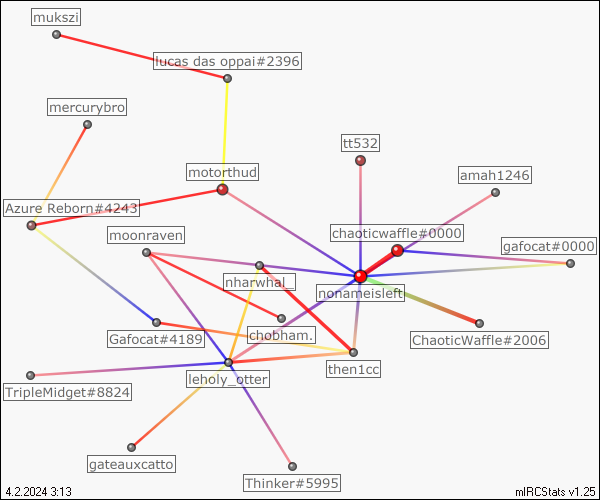 mukszi
lucas das oppai#2396
mercurybro
tt532
motorthud
amah1246
Azure Reborn#4243
chaoticwaffle#0000
moonraven
gafocat#0000
nharwhal_
nonameisleft
Gafocat#4189
chobham.
ChaoticWaffle#2006
then1cc
leholy_otter
TripleMidget#8824
gateauxcatto
Thinker#5995
4.2.2024 3:13
mIRCStats v1.25